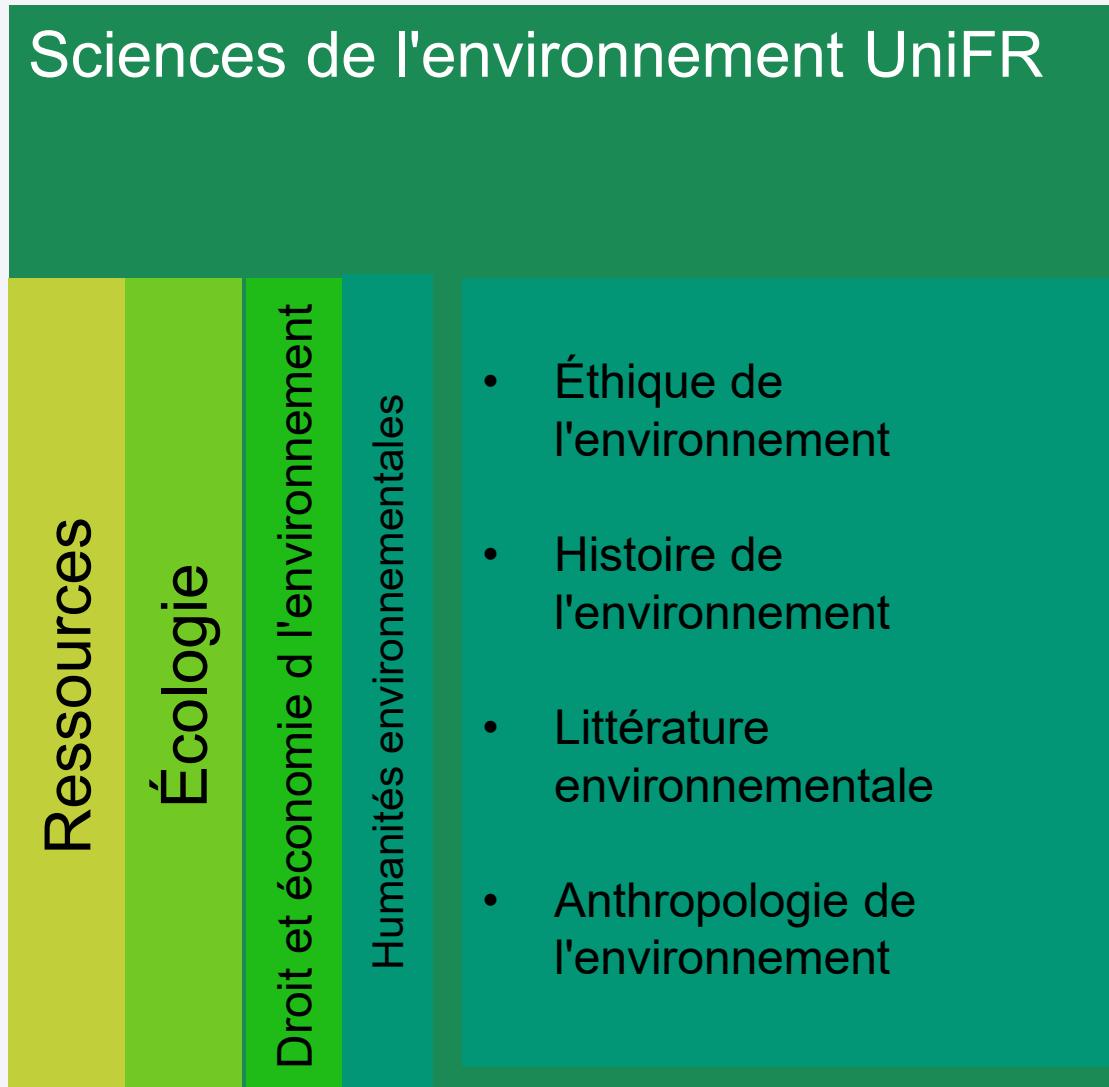 Sciences de l'environnement UniFR
Ressources
Écologie
Droit et économie d l'environnement
Humanités environnementales
• Éthique de
l'environnement
• Histoire de
l'environnement
• Littérature
environnementale
• Anthropologie de
l'environnement